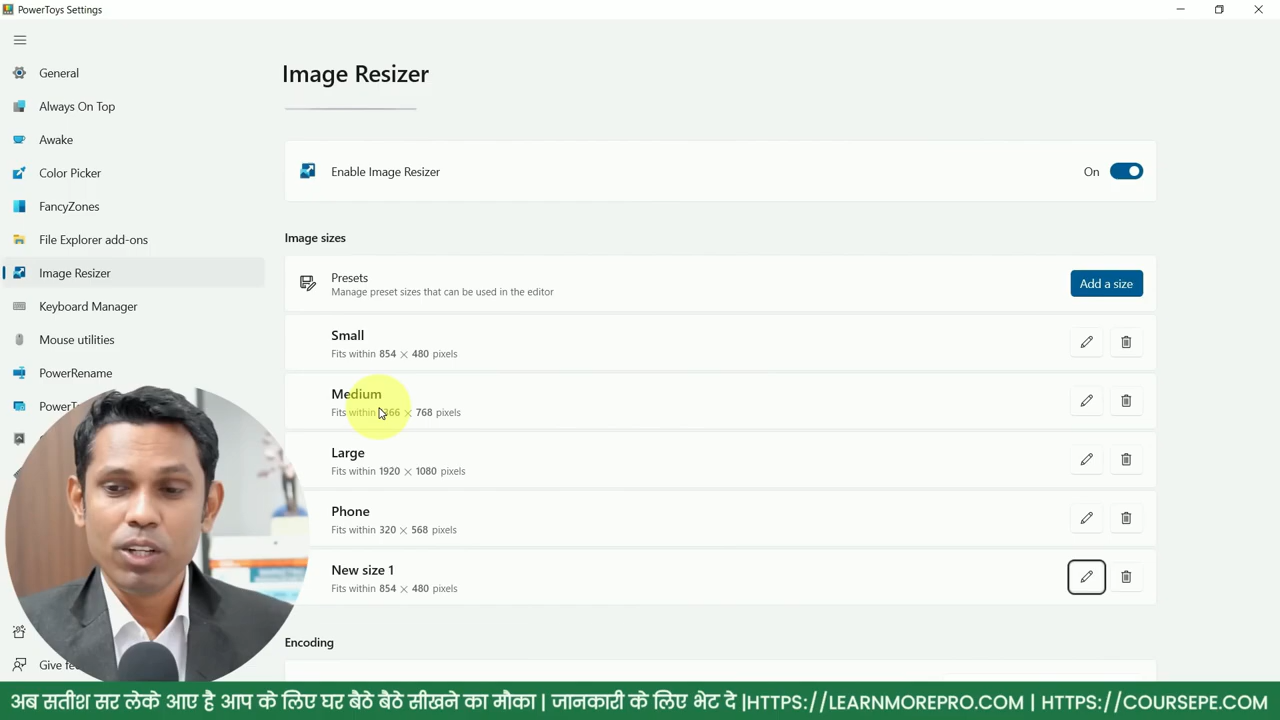 PowerToys Settings
General
Always On Top
Awake
Color Picker
FancyZones
File Explorer add-ons
Image Resizer
Keyboard Manager
Mouse utilities
PowerRename
Image Resizer
Enable Image Resizer
On
Image sizes
Presets
Manage preset sizes that can be used in the editor
Add a size
Small
Fits within 854 × 480 pixels
Medium
Fits within 1366 × 768 pixels
Large
Fits within 1920 × 1080 pixels
Phone
Fits within 320 × 568 pixels
New size 1
Fits within 854 × 480 pixels
Encoding
Give
अब सतीश सर लेके आए है आप के लिए घर बैठे बैठे सीखने का मौका | जानकारी के लिए भेट दे |HTTPS://LEARNMOREPRO.COM | HTTPS://COURSEPE.COM